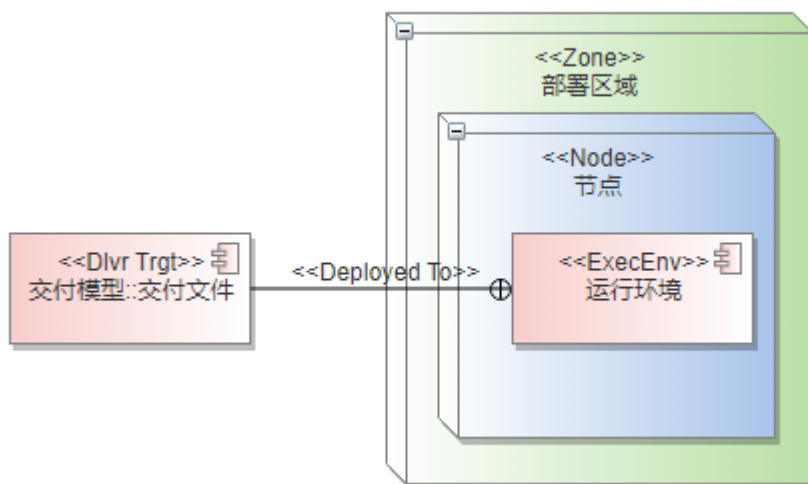 <<Zone>>
部署区域
<<Node>>
节点
<<Dlvr Trgt>>
交付模型::交付文件
<<Deployed To>>
<<ExecEnv>>
运行环境